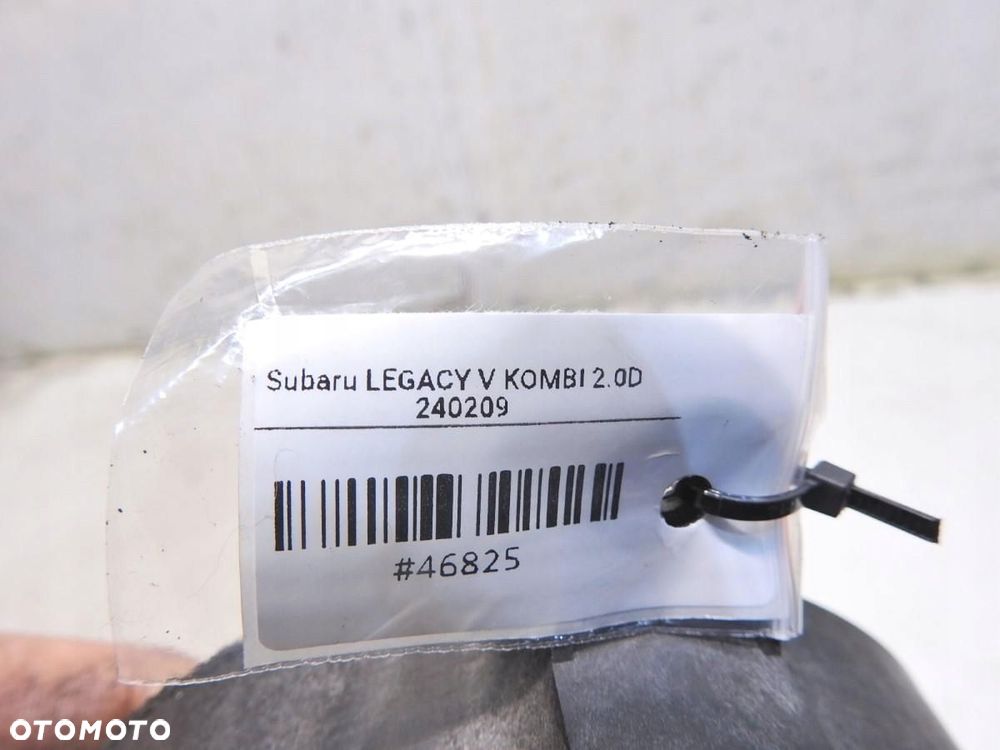 Subaru LEGACY V KOMBI 2.0D
240209
#46825
OTOMOTO